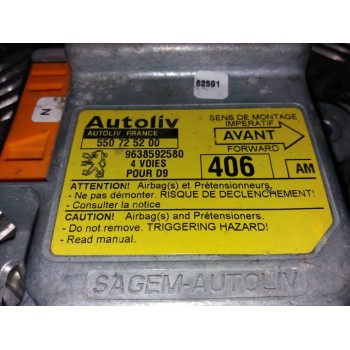 62591
N
Autoliv
AUTOLIV FRANCE
550 72 52 00
9638592580
4 VOIES
POUR D9
SENS DE MONTAGE
IMPERATIF
AVANT
FORWARD
406
AM
ATTENTION! Airbag(s) et Prétensionneurs.
- Ne pas démonter. RISQUE DE DECLENCHEMENT!
- Consulter la notice
CAUTION! Airbag(s) and Pretensioners.
- Do not remove. TRIGGERING HAZARD!
- Read manual.
SAGEM-AUTOLIV